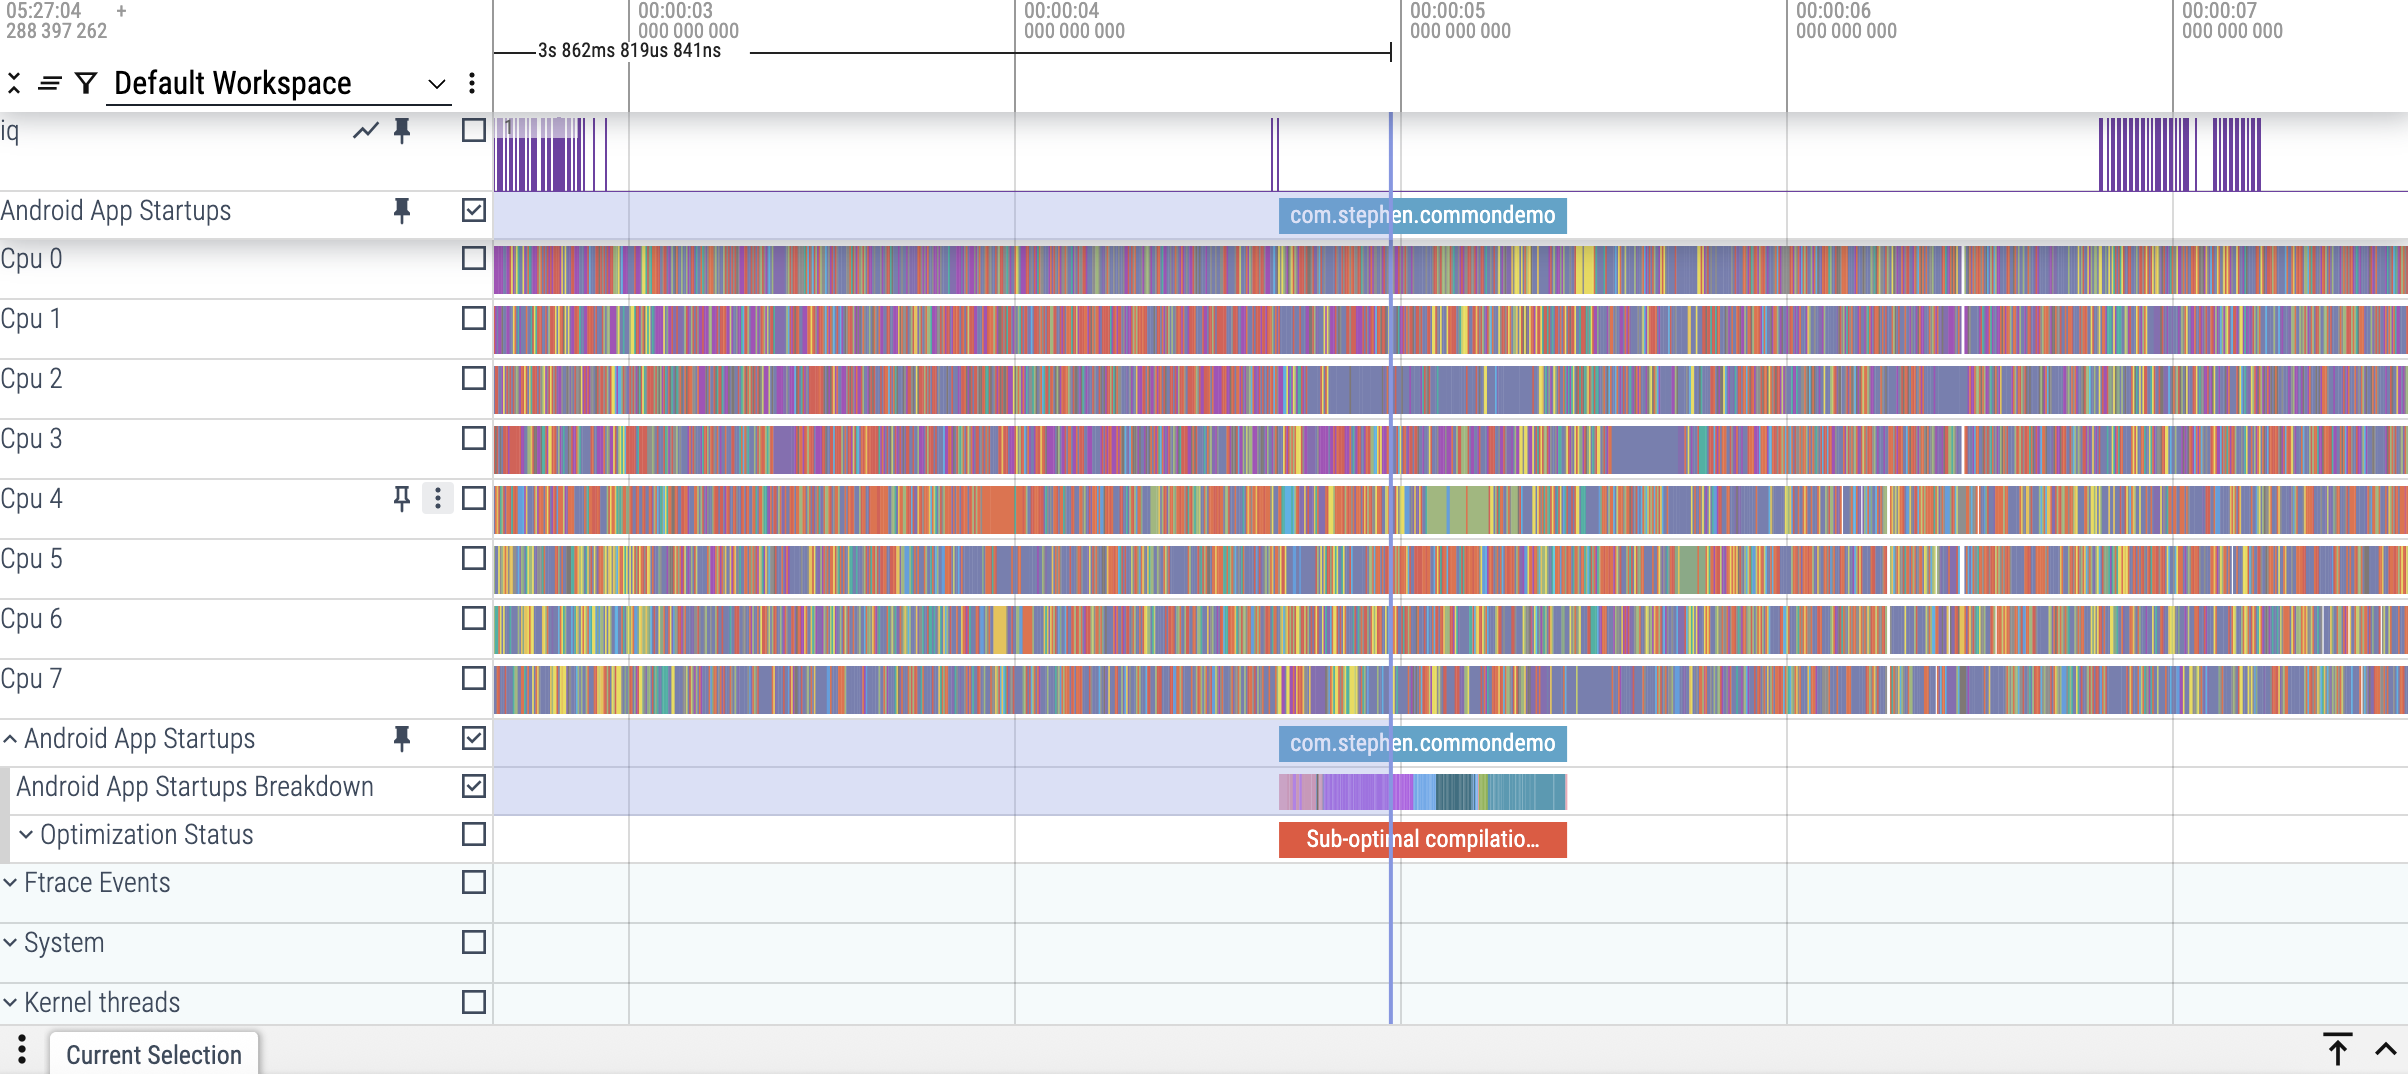 05:27:04 +
288 397 262
00:00:03
000 000 000
00:00:04
000 000 000
00:00:05
000 000 000
00:00:06
000 000 000
00:00:07
000 000 000
3s 862ms 819us 841ns
Default Workspace
iq
1
Android App Startups
com.stephen.commondemo
Cpu 0
Cpu 1
Cpu 2
Cpu 3
Cpu 4
Cpu 5
Cpu 6
Cpu 7
Android App Startups
com.stephen.commondemo
Android App Startups Breakdown
Optimization Status
Sub-optimal compilatio…
Ftrace Events
System
Kernel threads
Current Selection